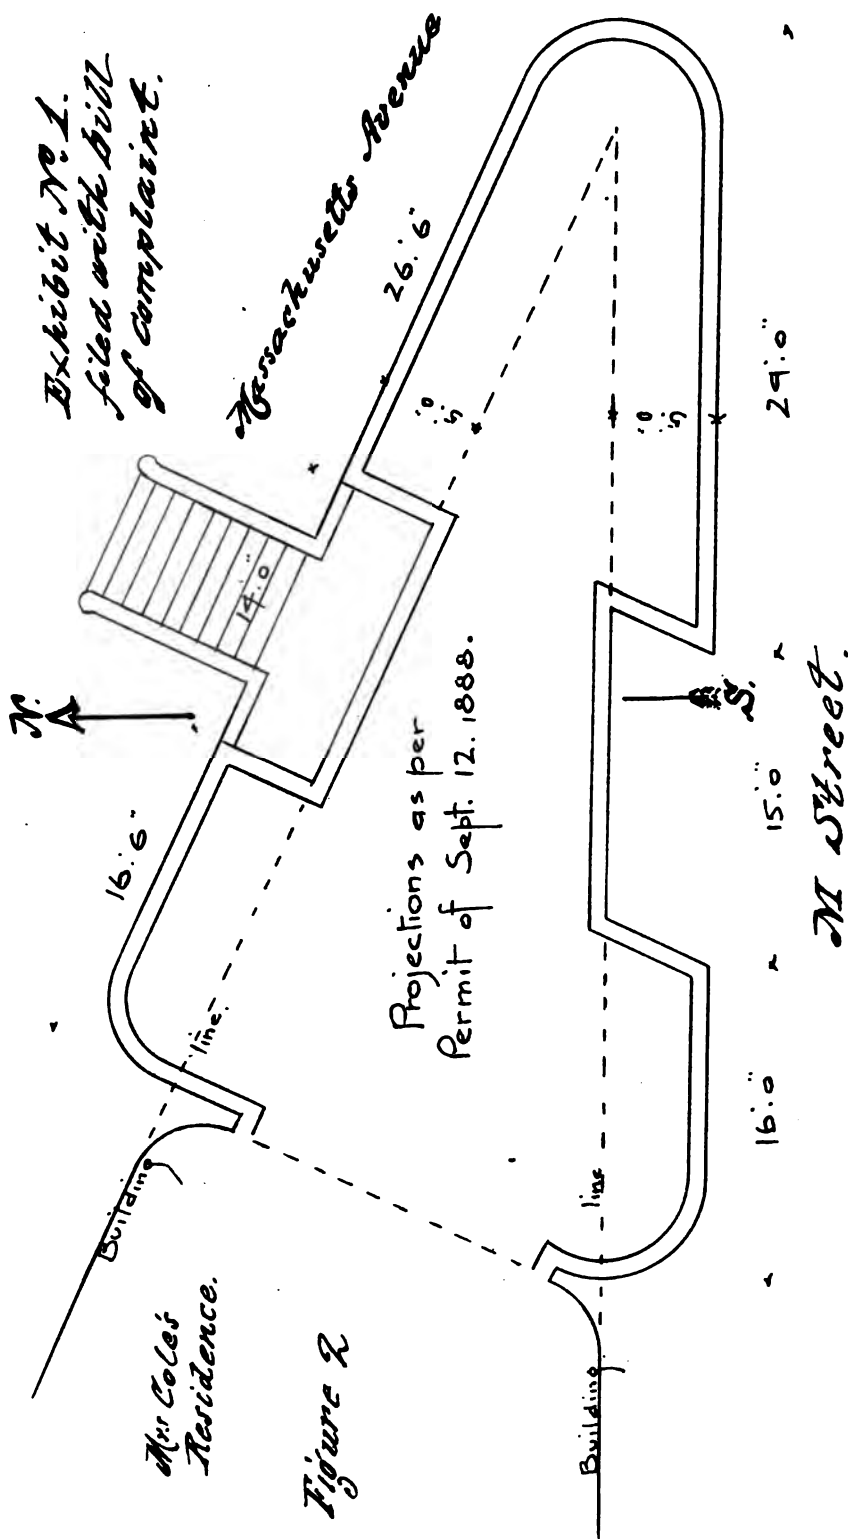 Exhibit No. 1.
filed with bill
of complaint.
Massachusetts Avenue
N.
26'.6"
14'.0"
16'.6"
5'.0"
5'.0"
Projections as per
Permit of Sept. 12. 1888.
line.
Building
Mrs Cole's
Residence.
Figure 2
Building
line
S.
16'.0"
15'.0"
29'.0"
M Street.